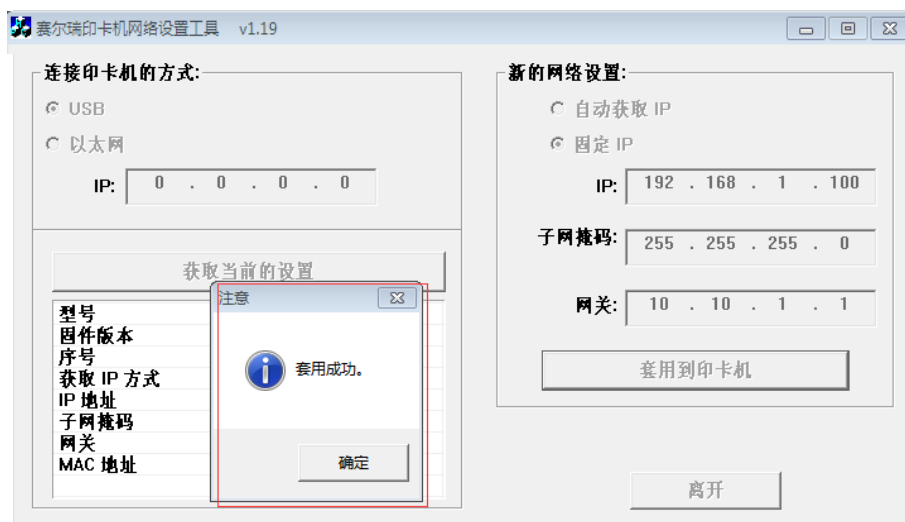 赛尔瑞印卡机网络设置工具 v1.19
连接印卡机的方式:
USB
以太网
IP: 0 . 0 . 0 . 0
获取当前的设置
型号
固件版本
序号
获取 IP 方式
IP 地址
子网掩码
网关
MAC 地址
注意
套用成功。
确定
新的网络设置:
自动获取 IP
固定 IP
IP: 192 . 168 . 1 . 100
子网掩码: 255 . 255 . 255 . 0
网关: 10 . 10 . 1 . 1
套用到印卡机
离开